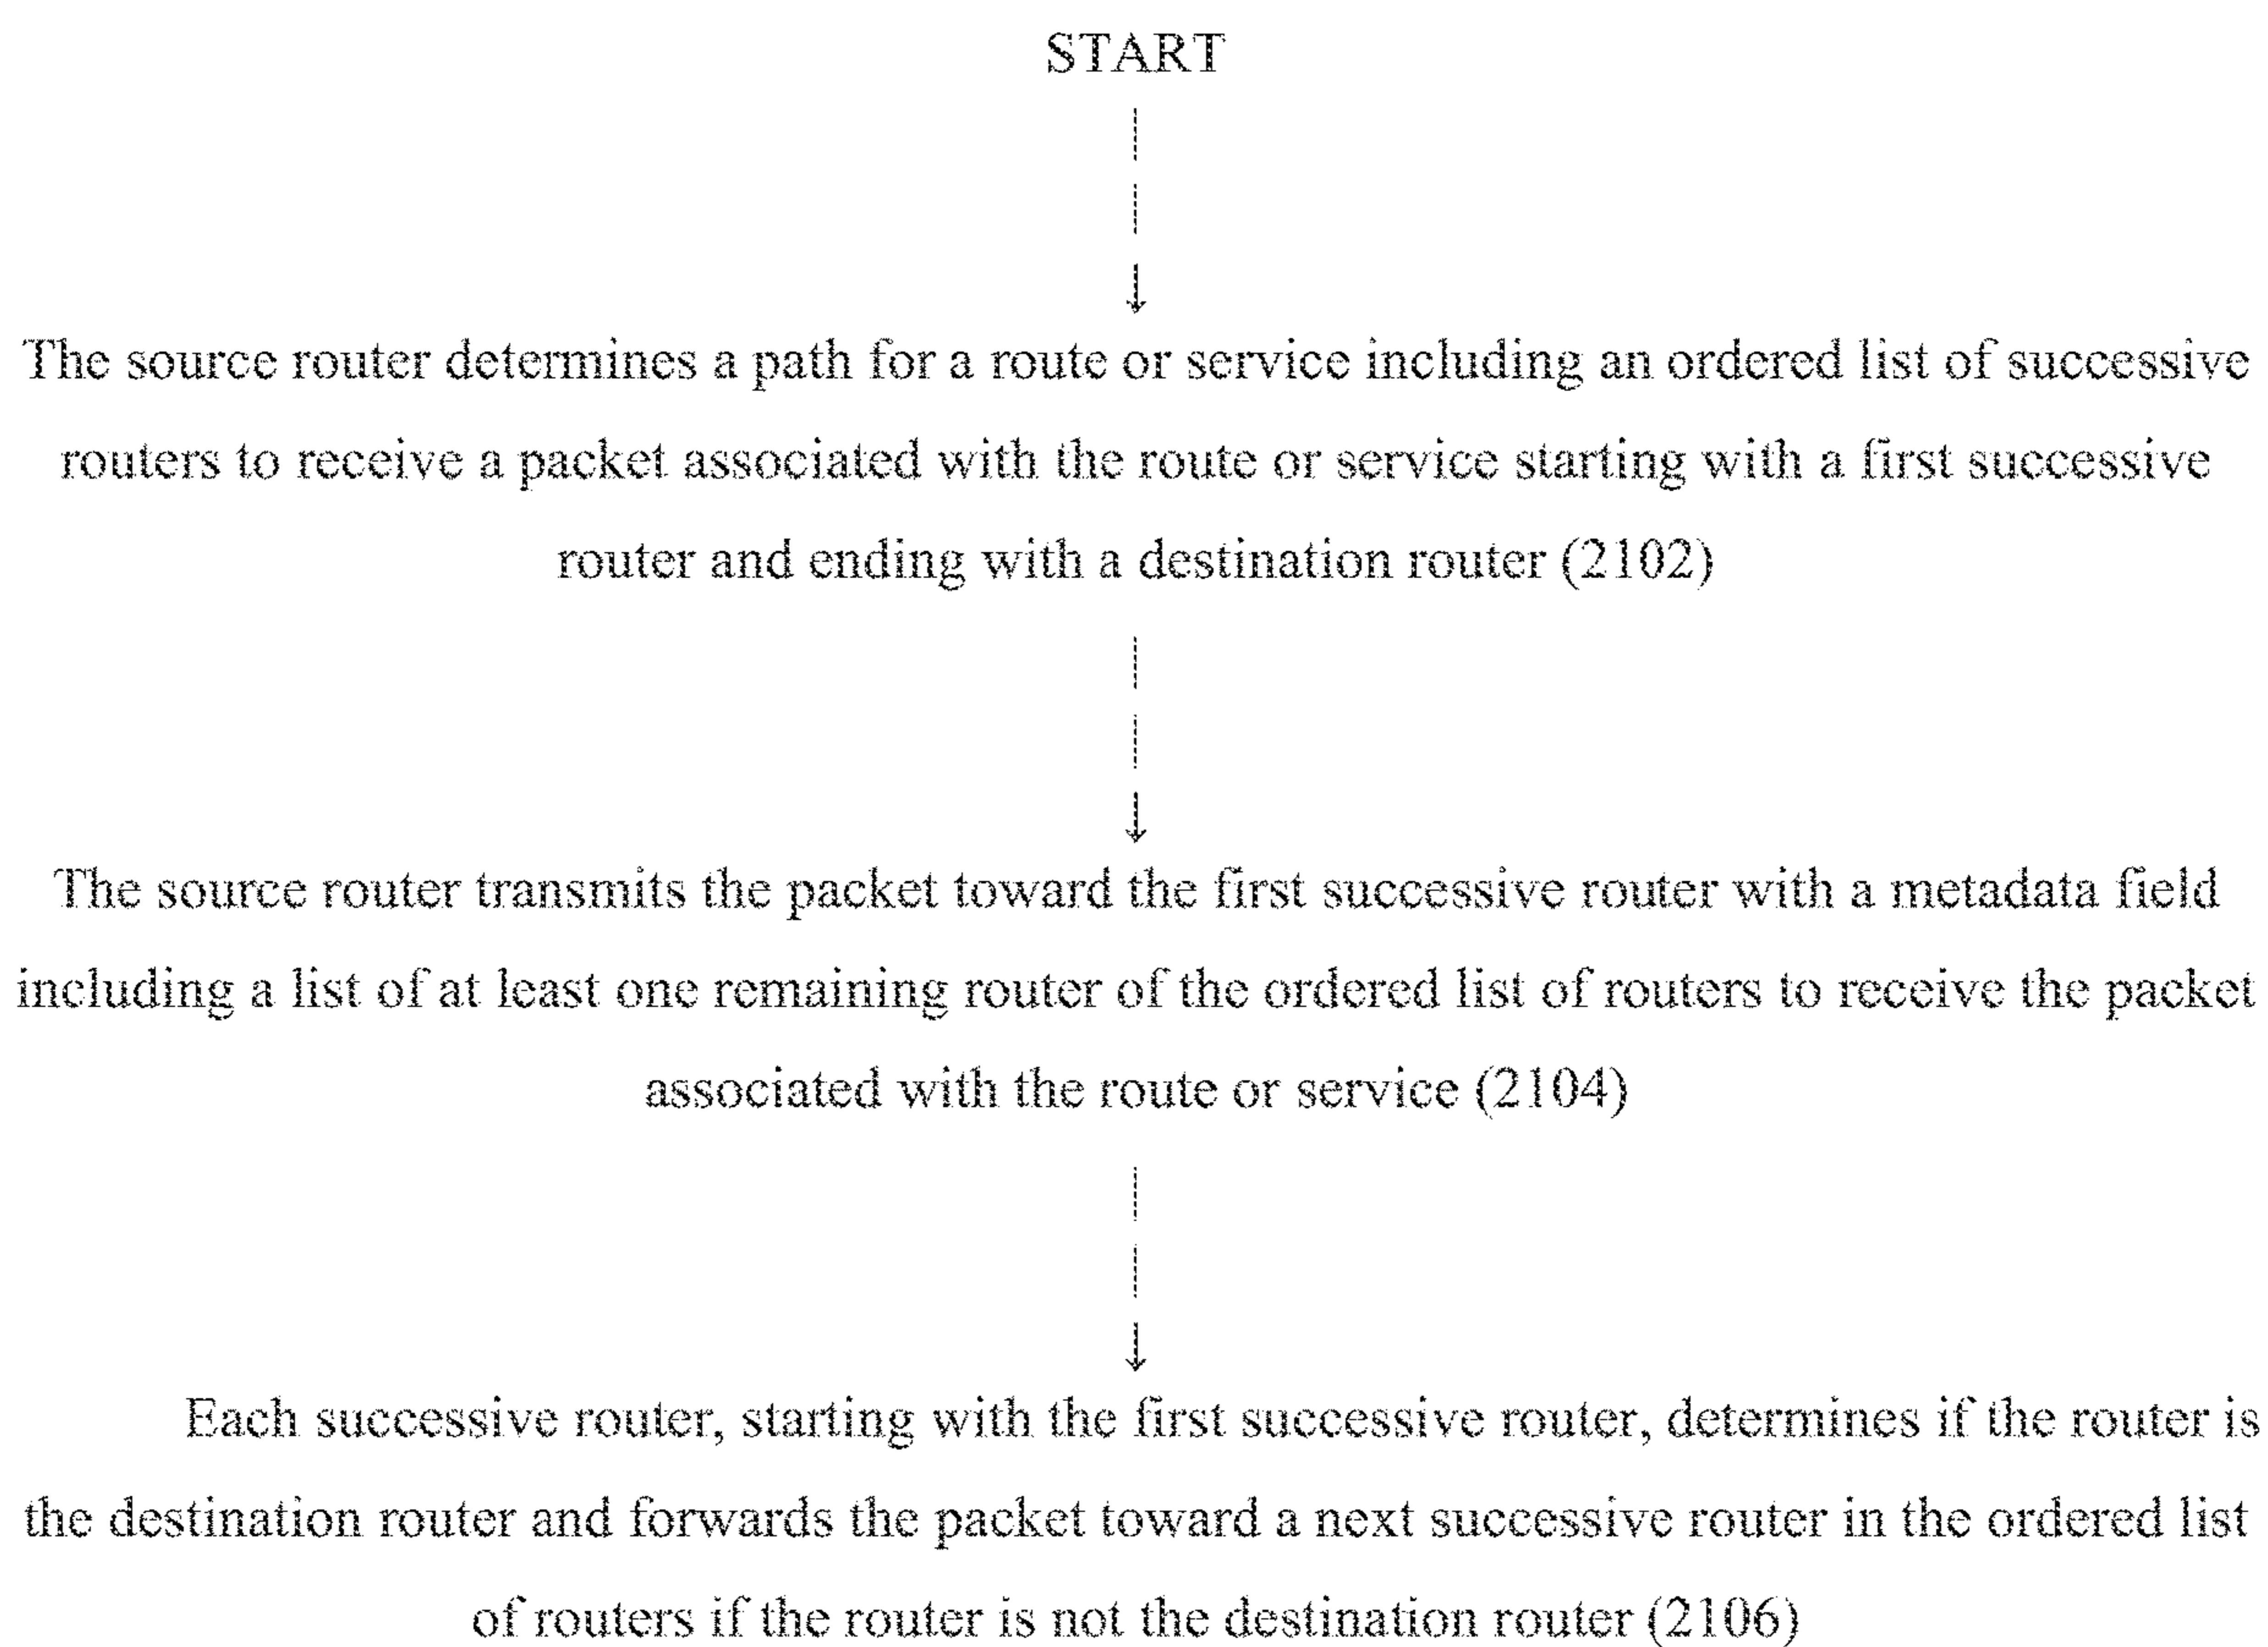 START
The source router determines a path for a route or service including an ordered list of successive
routers to receive a packet associated with the route or service starting with a first successive
router and ending with a destination router (2102)
The source router transmits the packet toward the first successive router with a metadata field
including a list of at least one remaining router of the ordered list of routers to receive the packet
associated with the route or service (2104)
Each successive router, starting with the first successive router, determines if the router is
the destination router and forwards the packet toward a next successive router in the ordered list
of routers if the router is not the destination router (2106)